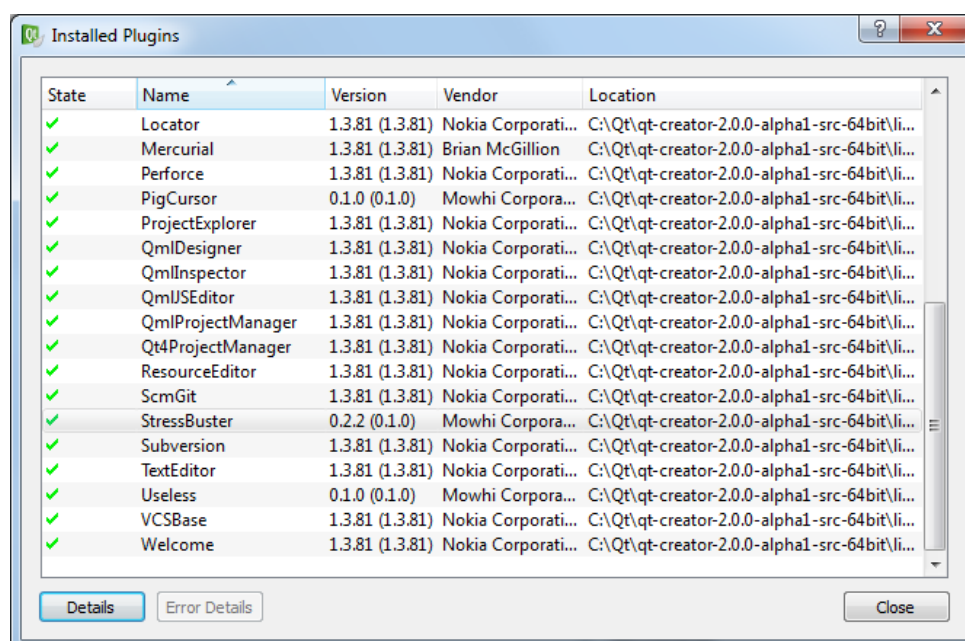 Installed Plugins
State Name Version Vendor Location
Locator 1.3.81 (1.3.81) Nokia Corporati... C:\Qt\qt-creator-2.0.0-alpha1-src-64bit\li...
Mercurial 1.3.81 (1.3.81) Brian McGillion C:\Qt\qt-creator-2.0.0-alpha1-src-64bit\li...
Perforce 1.3.81 (1.3.81) Nokia Corporati... C:\Qt\qt-creator-2.0.0-alpha1-src-64bit\li...
PigCursor 0.1.0 (0.1.0) Mowhi Corpora... C:\Qt\qt-creator-2.0.0-alpha1-src-64bit\li...
ProjectExplorer 1.3.81 (1.3.81) Nokia Corporati... C:\Qt\qt-creator-2.0.0-alpha1-src-64bit\li...
QmlDesigner 1.3.81 (1.3.81) Nokia Corporati... C:\Qt\qt-creator-2.0.0-alpha1-src-64bit\li...
QmlInspector 1.3.81 (1.3.81) Nokia Corporati... C:\Qt\qt-creator-2.0.0-alpha1-src-64bit\li...
QmlJSEditor 1.3.81 (1.3.81) Nokia Corporati... C:\Qt\qt-creator-2.0.0-alpha1-src-64bit\li...
QmlProjectManager 1.3.81 (1.3.81) Nokia Corporati... C:\Qt\qt-creator-2.0.0-alpha1-src-64bit\li...
Qt4ProjectManager 1.3.81 (1.3.81) Nokia Corporati... C:\Qt\qt-creator-2.0.0-alpha1-src-64bit\li...
ResourceEditor 1.3.81 (1.3.81) Nokia Corporati... C:\Qt\qt-creator-2.0.0-alpha1-src-64bit\li...
ScmGit 1.3.81 (1.3.81) Nokia Corporati... C:\Qt\qt-creator-2.0.0-alpha1-src-64bit\li...
StressBuster 0.2.2 (0.1.0) Mowhi Corpora... C:\Qt\qt-creator-2.0.0-alpha1-src-64bit\li...
Subversion 1.3.81 (1.3.81) Nokia Corporati... C:\Qt\qt-creator-2.0.0-alpha1-src-64bit\li...
TextEditor 1.3.81 (1.3.81) Nokia Corporati... C:\Qt\qt-creator-2.0.0-alpha1-src-64bit\li...
Useless 0.1.0 (0.1.0) Mowhi Corpora... C:\Qt\qt-creator-2.0.0-alpha1-src-64bit\li...
VCSBase 1.3.81 (1.3.81) Nokia Corporati... C:\Qt\qt-creator-2.0.0-alpha1-src-64bit\li...
Welcome 1.3.81 (1.3.81) Nokia Corporati... C:\Qt\qt-creator-2.0.0-alpha1-src-64bit\li...
Details Error Details Close